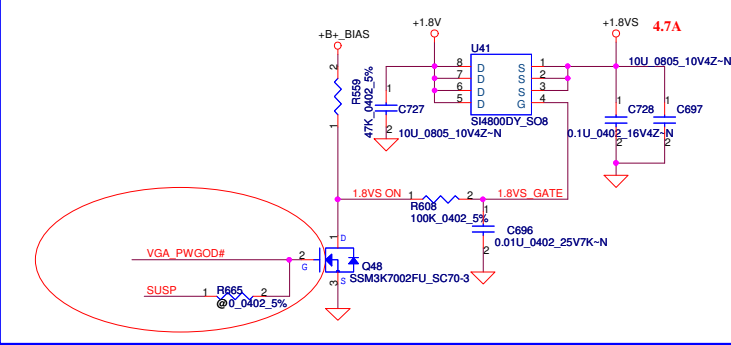 +B+_BIAS
+1.8V
+1.8VS
4.7A
U41
8 D S 1
7 D S 2
6 D S 3
5 D G 4
SI4800DY_SO8
2
R559
47K_0402_5%
1
1
C727
2
10U_0805_10V4Z~N
10U_0805_10V4Z~N
1
C728
2
0.1U_0402_16V4Z~N
1
C697
2
1.8VS ON
1
2
1.8VS_GATE
R608
100K_0402_5%
1
C696
2
0.01U_0402_25V7K~N
VGA_PWGOD#
2
G
1
D
Q48
S
3
SSM3K7002FU_SC70-3
SUSP
1
R665
2
@0_0402_5%